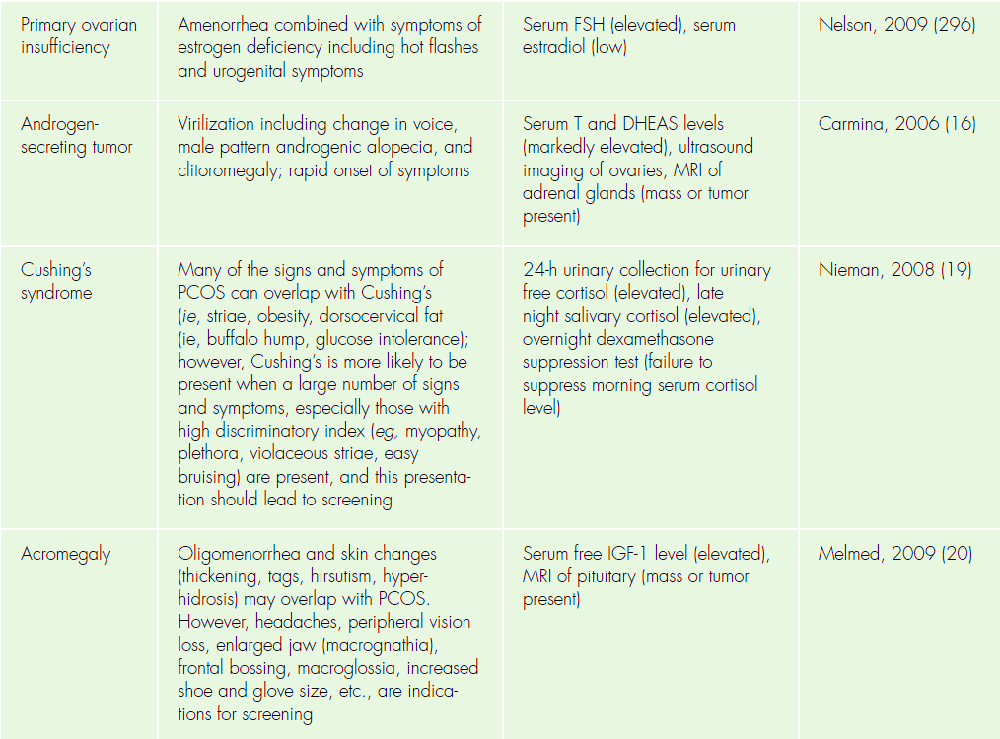 Primary ovarian
insufficiency
Amenorrhea combined with symptoms of
estrogen deficiency including hot flashes
and urogenital symptoms
Serum FSH (elevated), serum
estradiol (low)
Nelson, 2009 (296)
Androgen-
secreting tumor
Virilization including change in voice,
male pattern androgenic alopecia, and
clitoromegaly; rapid onset of symptoms
Serum T and DHEAS levels
(markedly elevated), ultrasound
imaging of ovaries, MRI of
adrenal glands (mass or tumor
present)
Carmina, 2006 (16)
Cushing’s
syndrome
Many of the signs and symptoms of
PCOS can overlap with Cushing’s
(ie, striae, obesity, dorsocervical fat
(ie, buffalo hump, glucose intolerance);
however, Cushing’s is more likely to be
present when a large number of signs
and symptoms, especially those with
high discriminatory index (eg, myopathy,
plethora, violaceous striae, easy
bruising) are present, and this presenta-
tion should lead to screening
24-h urinary collection for urinary
free cortisol (elevated), late
night salivary cortisol (elevated),
overnight dexamethasone
suppression test (failure to
suppress morning serum cortisol
level)
Nieman, 2008 (19)
Acromegaly
Oligomenorrhea and skin changes
(thickening, tags, hirsutism, hyper-
hidrosis) may overlap with PCOS.
However, headaches, peripheral vision
loss, enlarged jaw (macrognathia),
frontal bossing, macroglossia, increased
shoe and glove size, etc., are indica-
tions for screening
Serum free IGF-1 level (elevated),
MRI of pituitary (mass or tumor
present)
Melmed, 2009 (20)